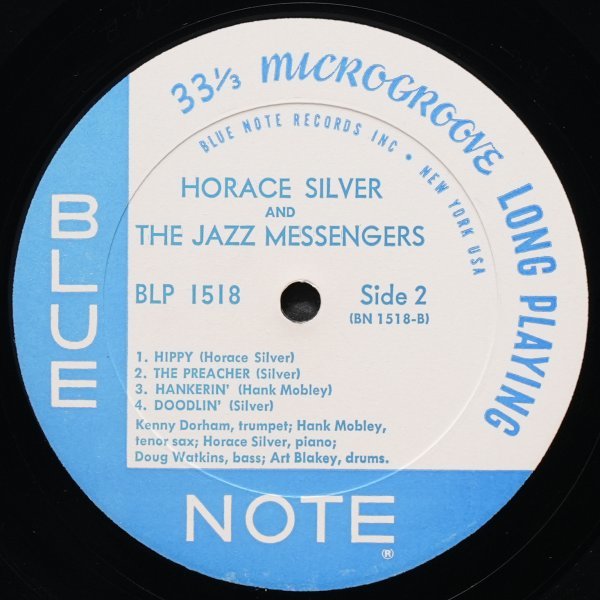 33⅓ MICROGROOVE LONG PLAYING
BLUE NOTE RECORDS INC • NEW YORK USA
HORACE SILVER
AND
THE JAZZ MESSENGERS
BLP 1518 Side 2
(BN 1518-B)
1. HIPPY (Horace Silver)
2. THE PREACHER (Silver)
3. HANKERIN' (Hank Mobley)
4. DOODLIN' (Silver)
Kenny Dorham, trumpet; Hank Mobley,
tenor sax; Horace Silver, piano;
Doug Watkins, bass; Art Blakey, drums.
BLUE
NOTE®